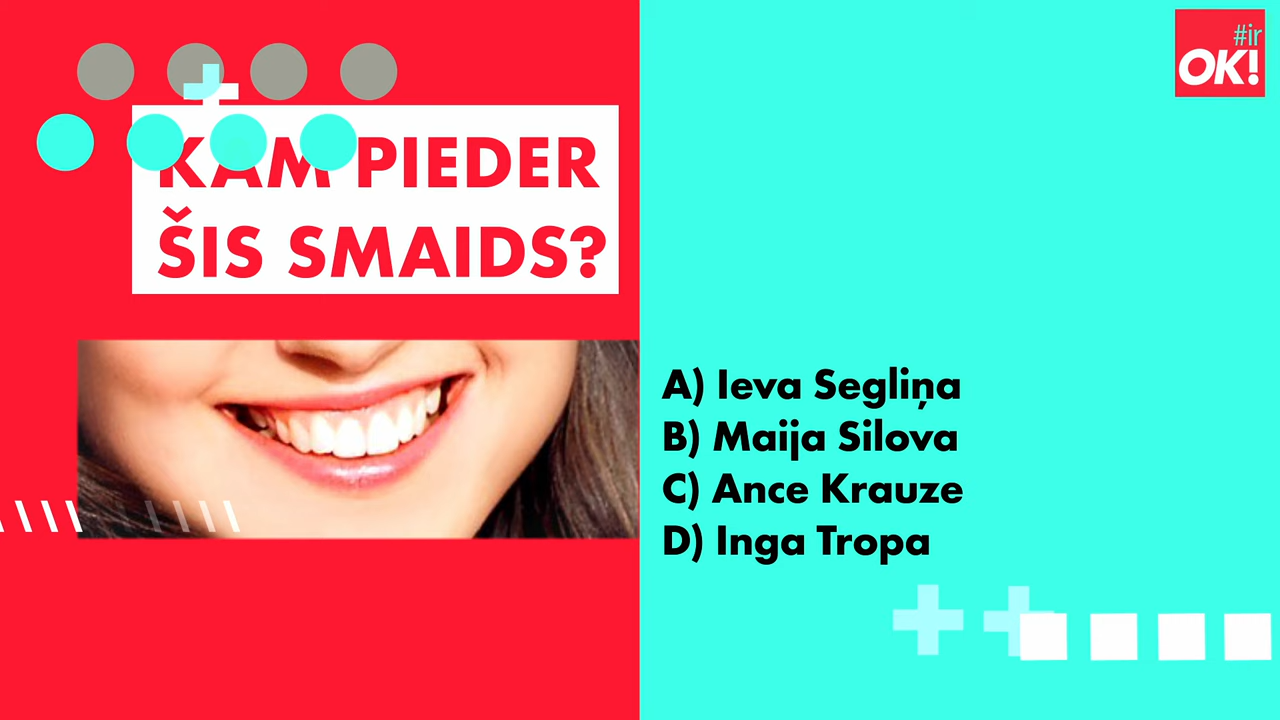 #ir
OK!
KAM PIEDER
ŠIS SMAIDS?
A) Ieva Segliņa
B) Maija Silova
C) Ance Krauze
D) Inga Tropa